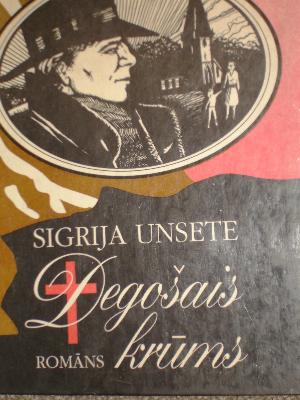 SIGRIJA UNSETE
Degošais
ROMĀNS krūms